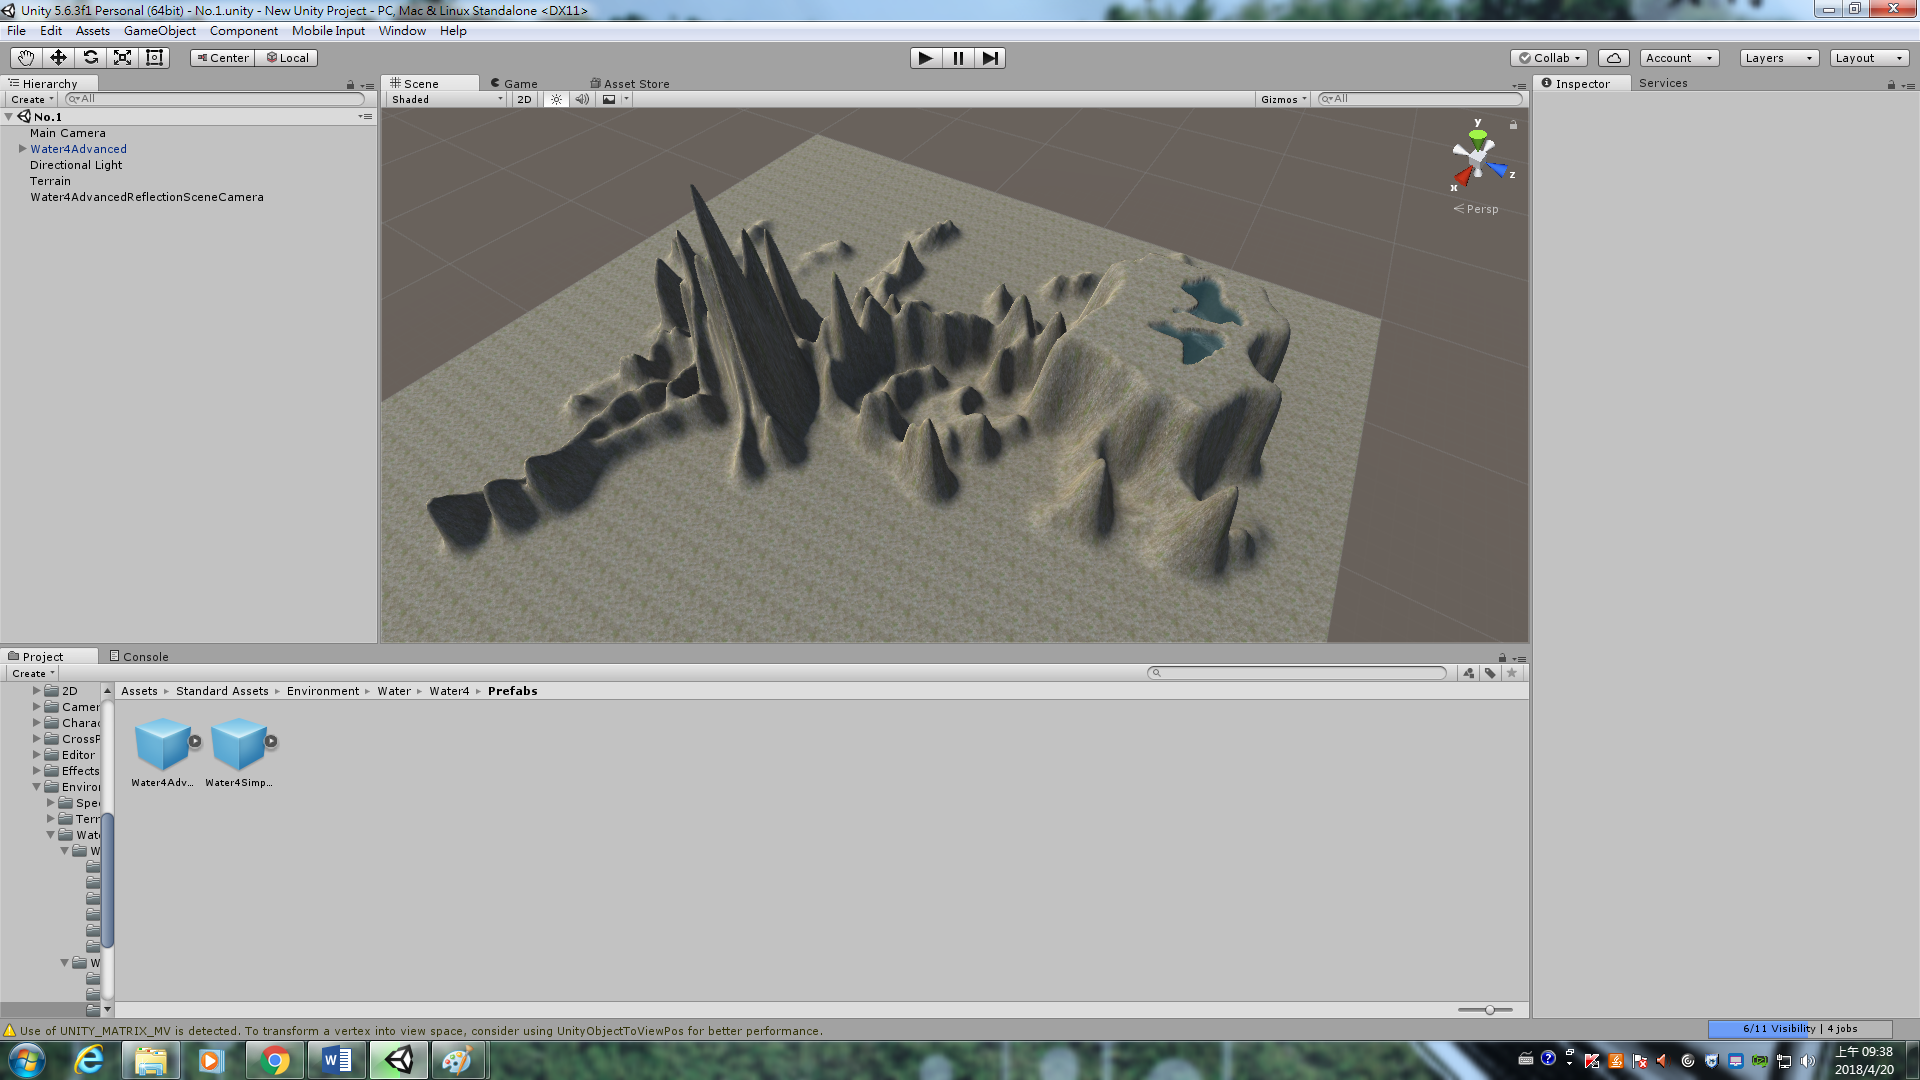 Unity 5.6.3f1 Personal (64bit) - No.1.unity - New Unity Project - PC, Mac & Linux Standalone <DX11>
File Edit Assets GameObject Component Mobile Input Window Help
Center Local
Collab Account Layers Layout
Hierarchy
Create All
No.1
Main Camera
Water4Advanced
Directional Light
Terrain
Water4AdvancedReflectionSceneCamera
Scene Game Asset Store
Shaded 2D Gizmos All
y
x
z
Persp
Inspector Services
Project Console
Create
2D
Camer
Charac
CrossP
Editor
Effects
Enviro
Spe
Terr
Wat
W
W
Assets Standard Assets Environment Water Water4 Prefabs
Water4Adv... Water4Simp...
Use of UNITY_MATRIX_MV is detected. To transform a vertex into view space, consider using UnityObjectToViewPos for better performance.
6/11 Visibility | 4 jobs
上午 09:38
2018/4/20